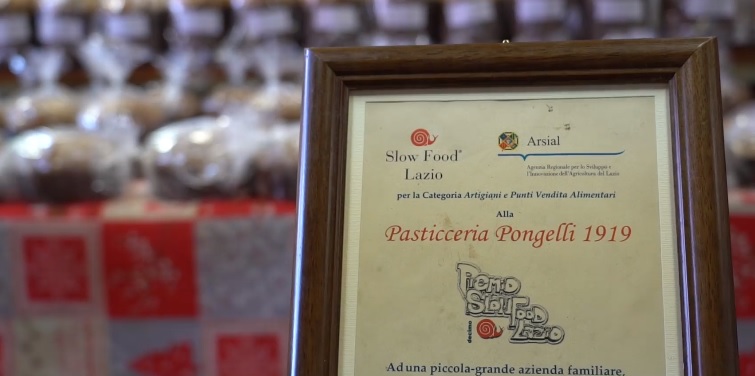 Slow Food®
Lazio
Arsial
Agenzia Regionale per lo Sviluppo e
l'Innovazione dell'Agricoltura del Lazio
per la Categoria Artigiani e Punti Vendita Alimentari
Alla
Pasticceria Pongelli 1919
Premio
Slow Food
Lazio
decimo
Ad una piccola-grande azienda familiare,